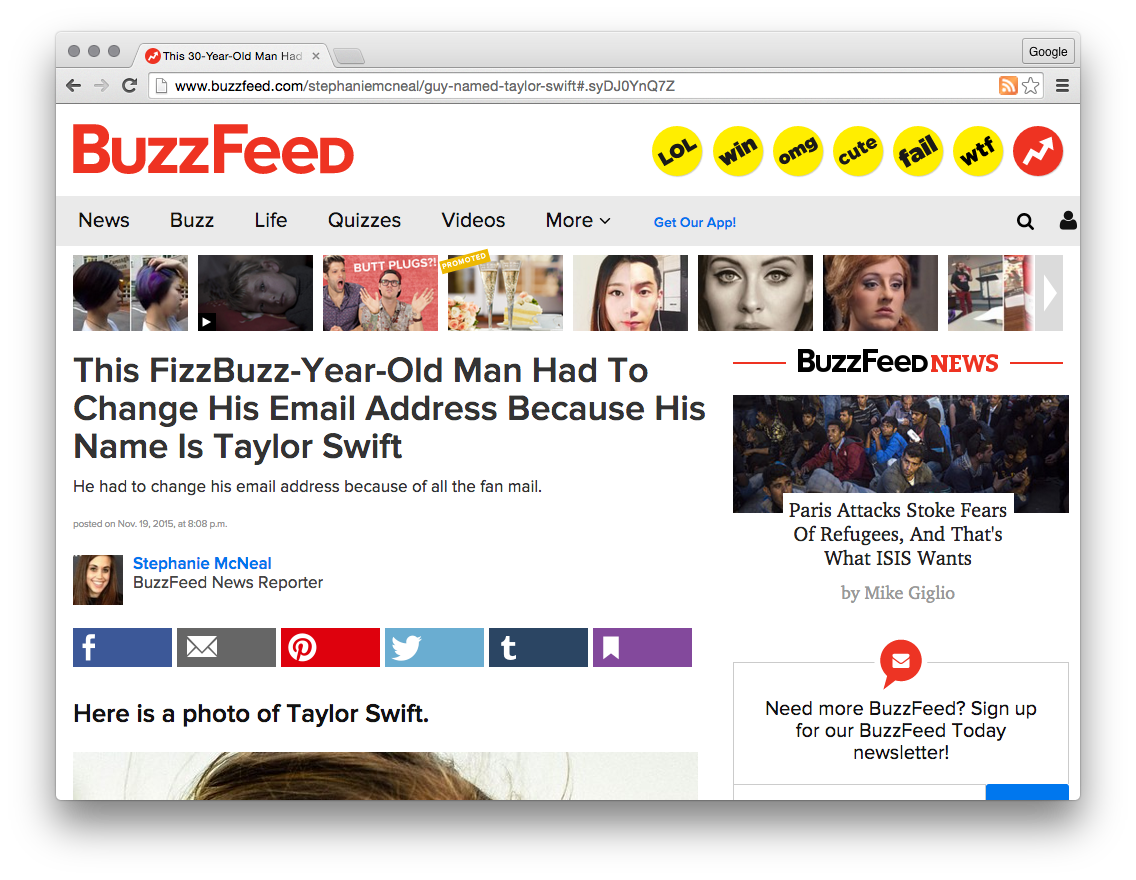 This 30-Year-Old Man Had
Google
www.buzzfeed.com/stephaniemcneal/guy-named-taylor-swift#.syDJ0YnQ7Z
BuzzFeed
LOL
win
omg
cute
fail
wtf
News
Buzz
Life
Quizzes
Videos
More
Get Our App!
BUTT PLUGS?!
PROMOTED
This FizzBuzz-Year-Old Man Had To
Change His Email Address Because His
Name Is Taylor Swift
He had to change his email address because of all the fan mail.
posted on Nov. 19, 2015, at 8:08 p.m.
Stephanie McNeal
BuzzFeed News Reporter
Here is a photo of Taylor Swift.
BuzzFeed NEWS
Paris Attacks Stoke Fears
Of Refugees, And That's
What ISIS Wants
by Mike Giglio
Need more BuzzFeed? Sign up
for our BuzzFeed Today
newsletter!